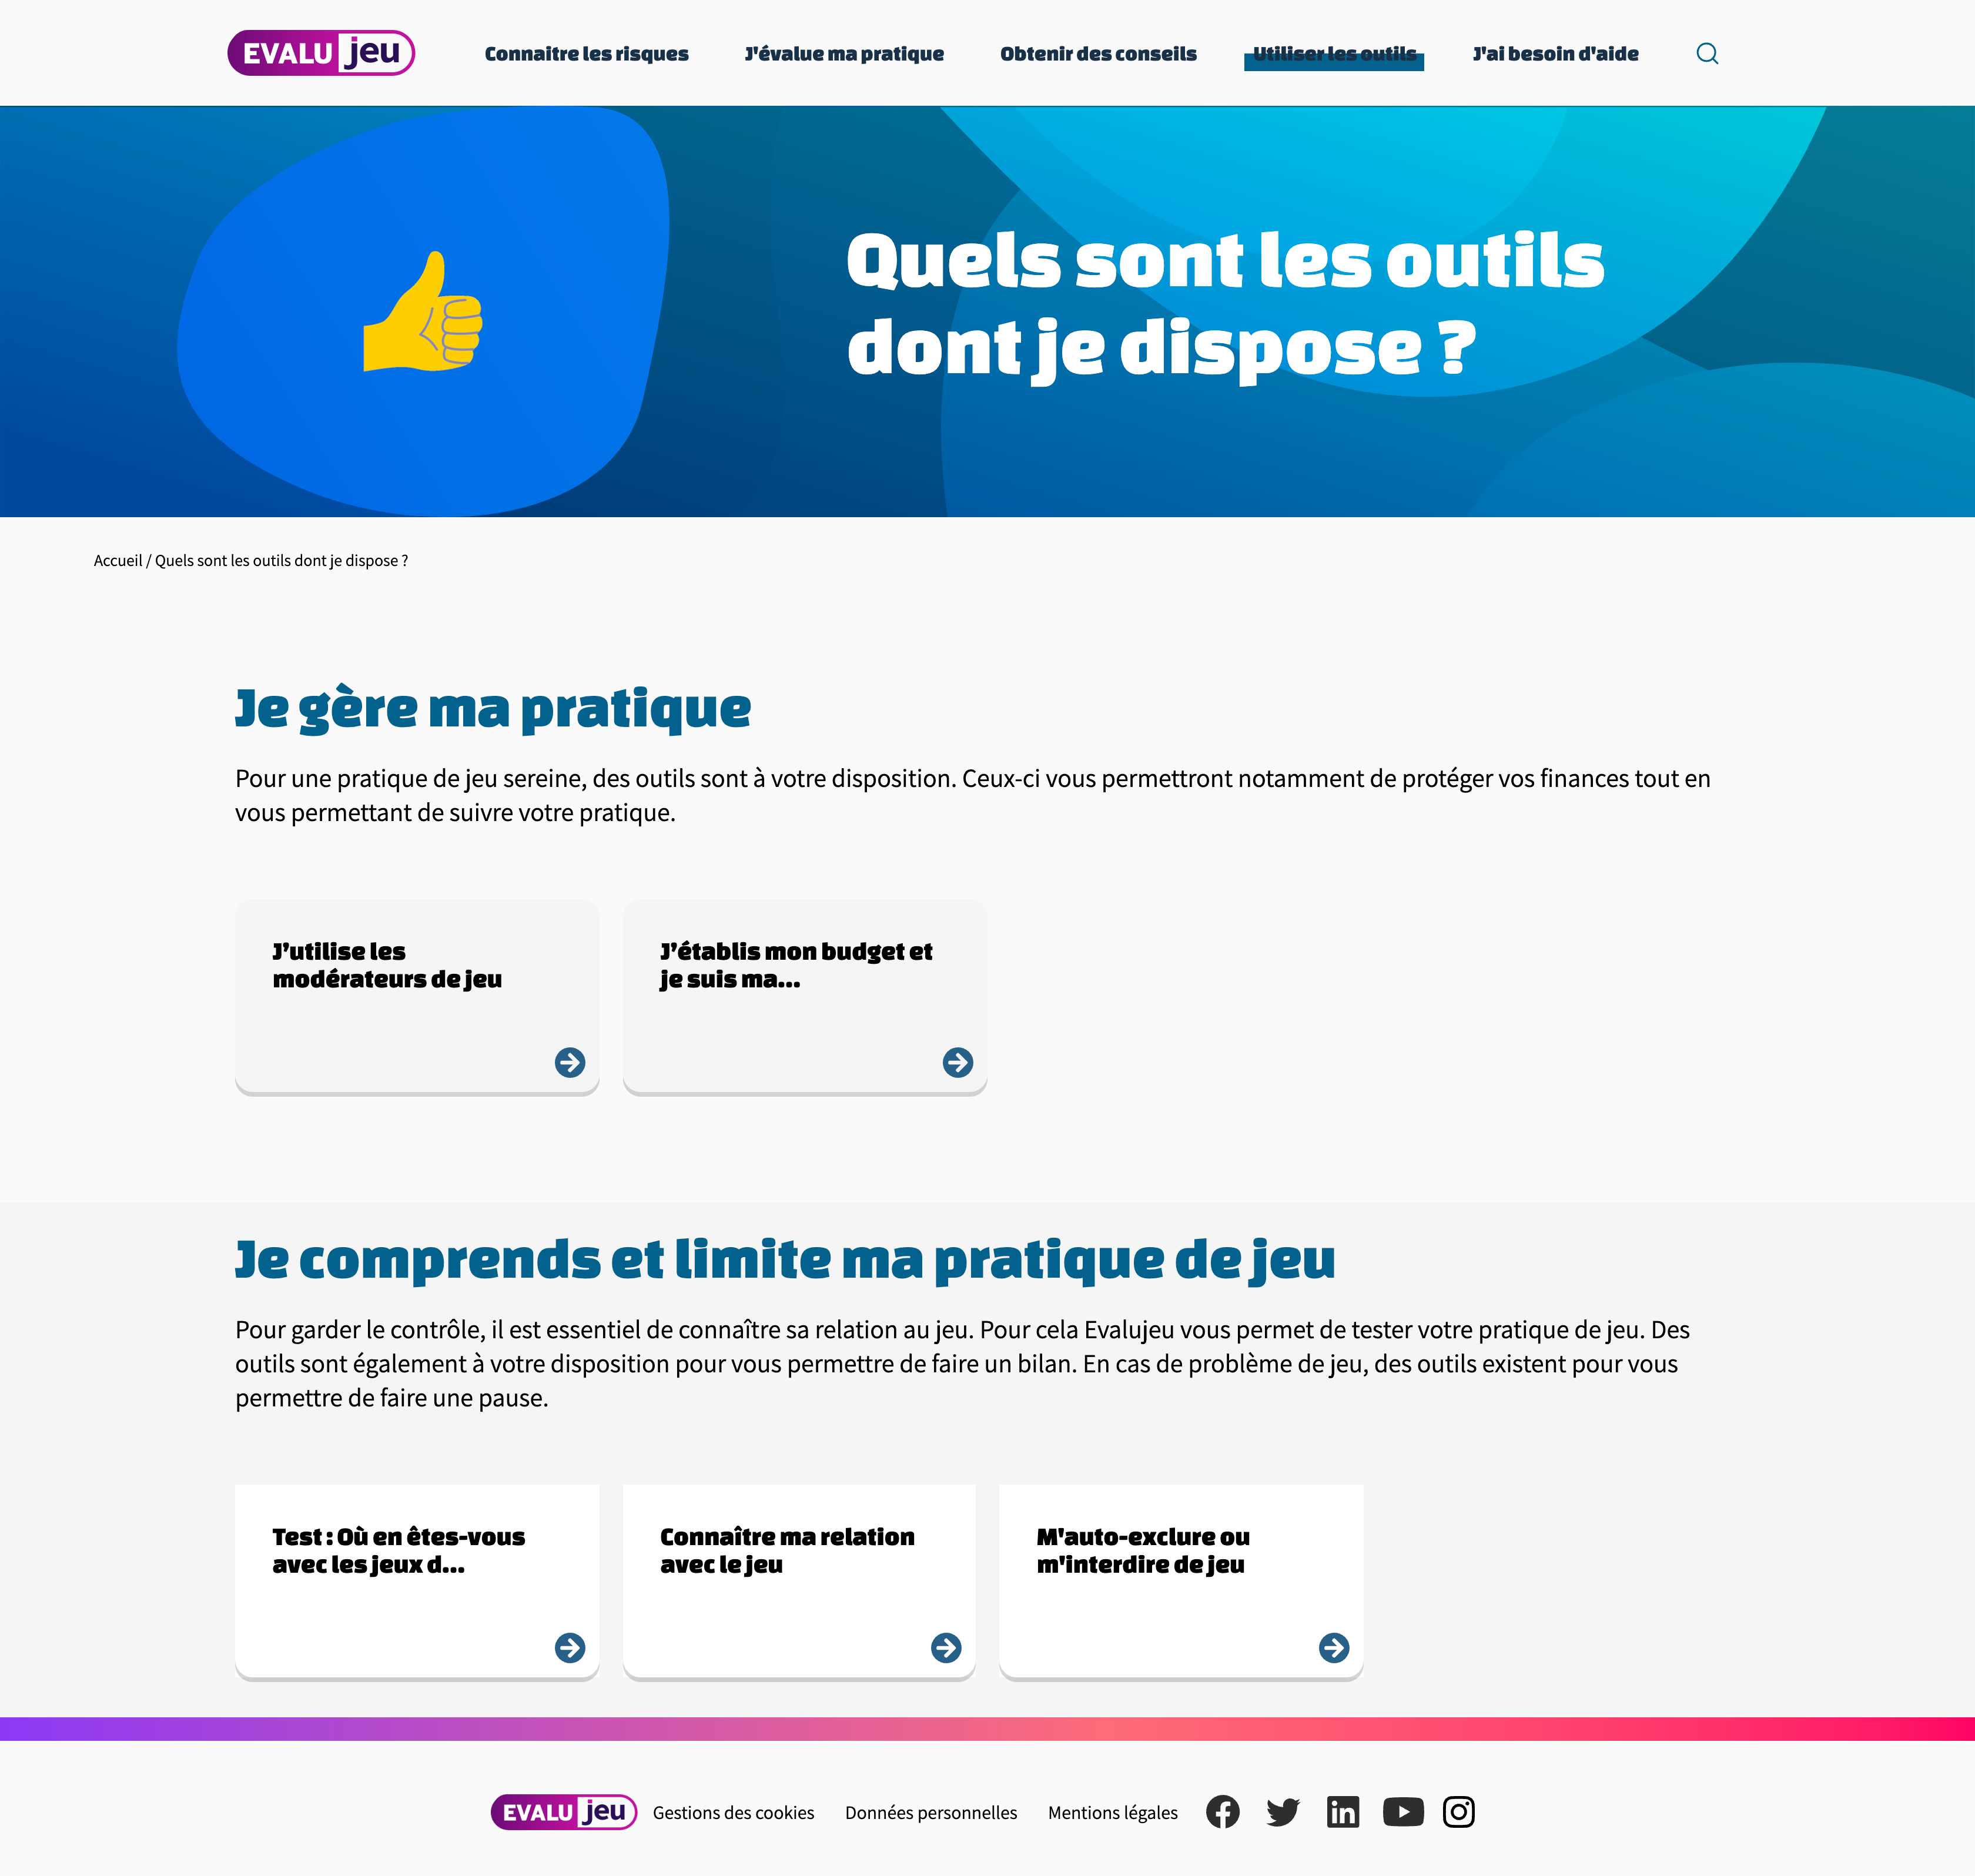 EVALU jeu
Connaitre les risques
J'évalue ma pratique
Obtenir des conseils
Utiliser les outils
J'ai besoin d'aide
Quels sont les outils
dont je dispose ?
Accueil / Quels sont les outils dont je dispose ?
Je gère ma pratique
Pour une pratique de jeu sereine, des outils sont à votre disposition. Ceux-ci vous permettront notamment de protéger vos finances tout en
vous permettant de suivre votre pratique.
J’utilise les
modérateurs de jeu
J’établis mon budget et
je suis ma...
Je comprends et limite ma pratique de jeu
Pour garder le contrôle, il est essentiel de connaître sa relation au jeu. Pour cela Evalujeu vous permet de tester votre pratique de jeu. Des
outils sont également à votre disposition pour vous permettre de faire un bilan. En cas de problème de jeu, des outils existent pour vous
permettre de faire une pause.
Test : Où en êtes-vous
avec les jeux d...
Connaître ma relation
avec le jeu
M'auto-exclure ou
m'interdire de jeu
EVALU jeu
Gestions des cookies
Données personnelles
Mentions légales